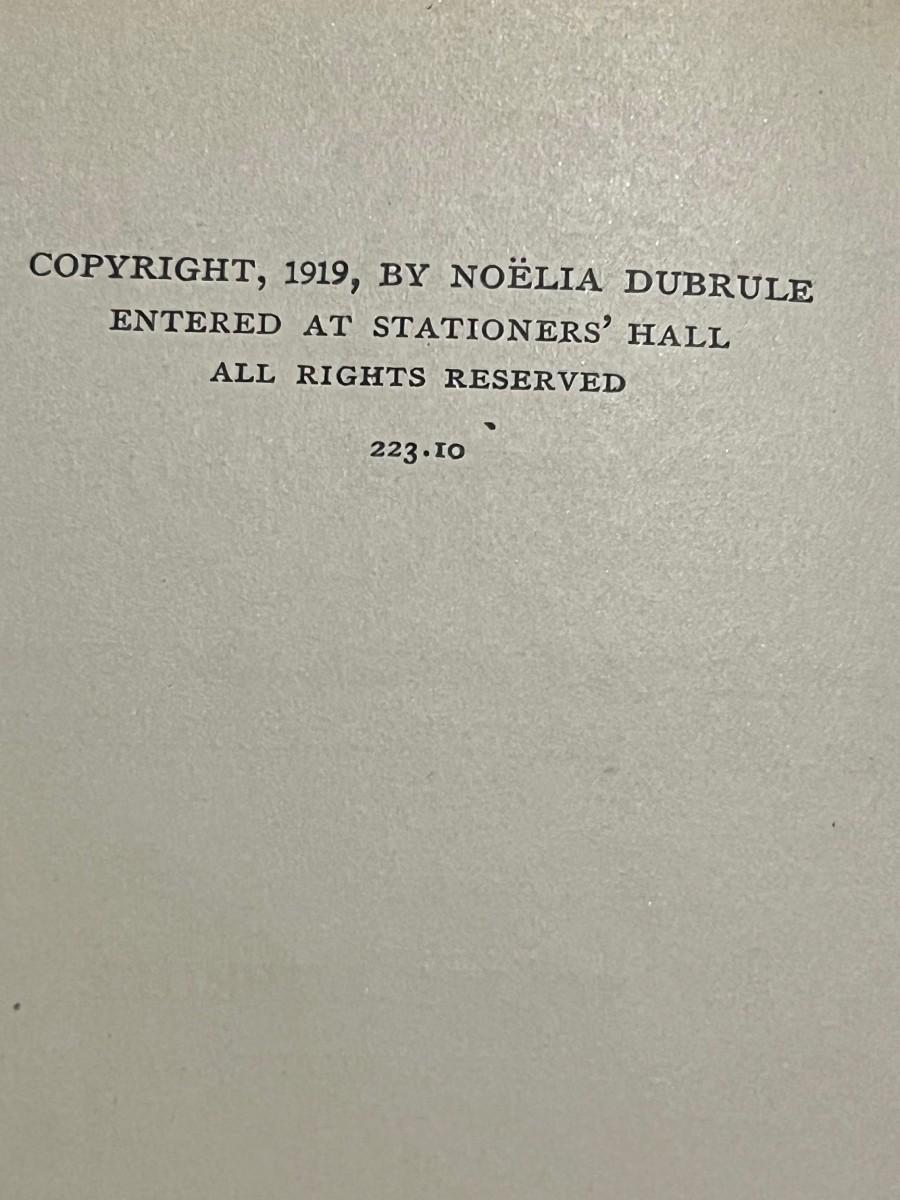 COPYRIGHT, 1919, BY NOËLIA DUBRULE
ENTERED AT STATIONERS’ HALL
ALL RIGHTS RESERVED
223.10